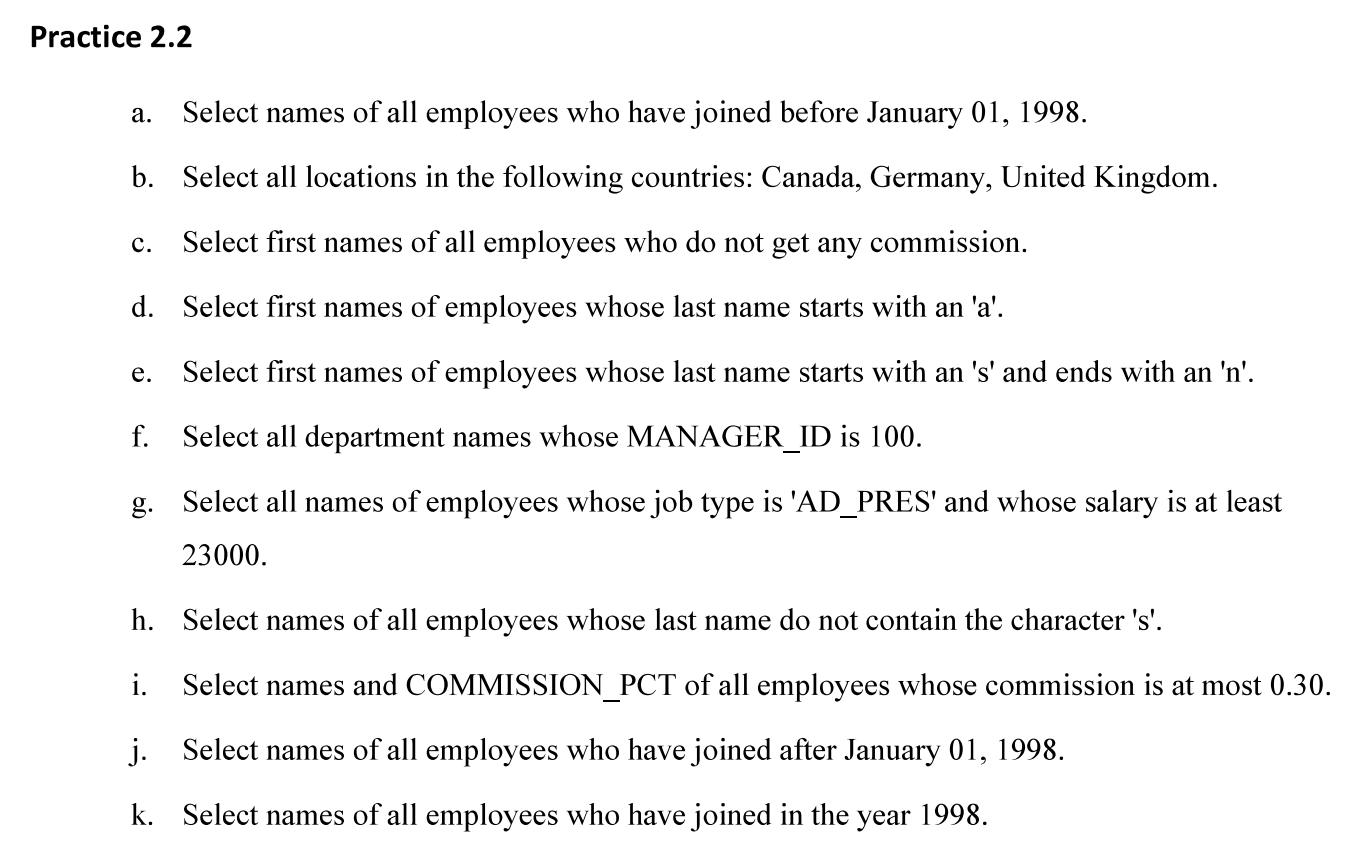 Practice 2.2
a. Select names of all employees who have joined before January 01, 1998.
b. Select all locations in the following countries: Canada, Germany, United Kingdom.
c. Select first names of all employees who do not get any commission.
d. Select first names of employees whose last name starts with an 'a'.
e. Select first names of employees whose last name starts with an 's' and ends with an 'n'.
f. Select all department names whose MANAGER_ID is 100.
g. Select all names of employees whose job type is 'AD_PRES' and whose salary is at least
23000.
h. Select names of all employees whose last name do not contain the character 's'.
i. Select names and COMMISSION_PCT of all employees whose commission is at most 0.30.
j. Select names of all employees who have joined after January 01, 1998.
k. Select names of all employees who have joined in the year 1998.